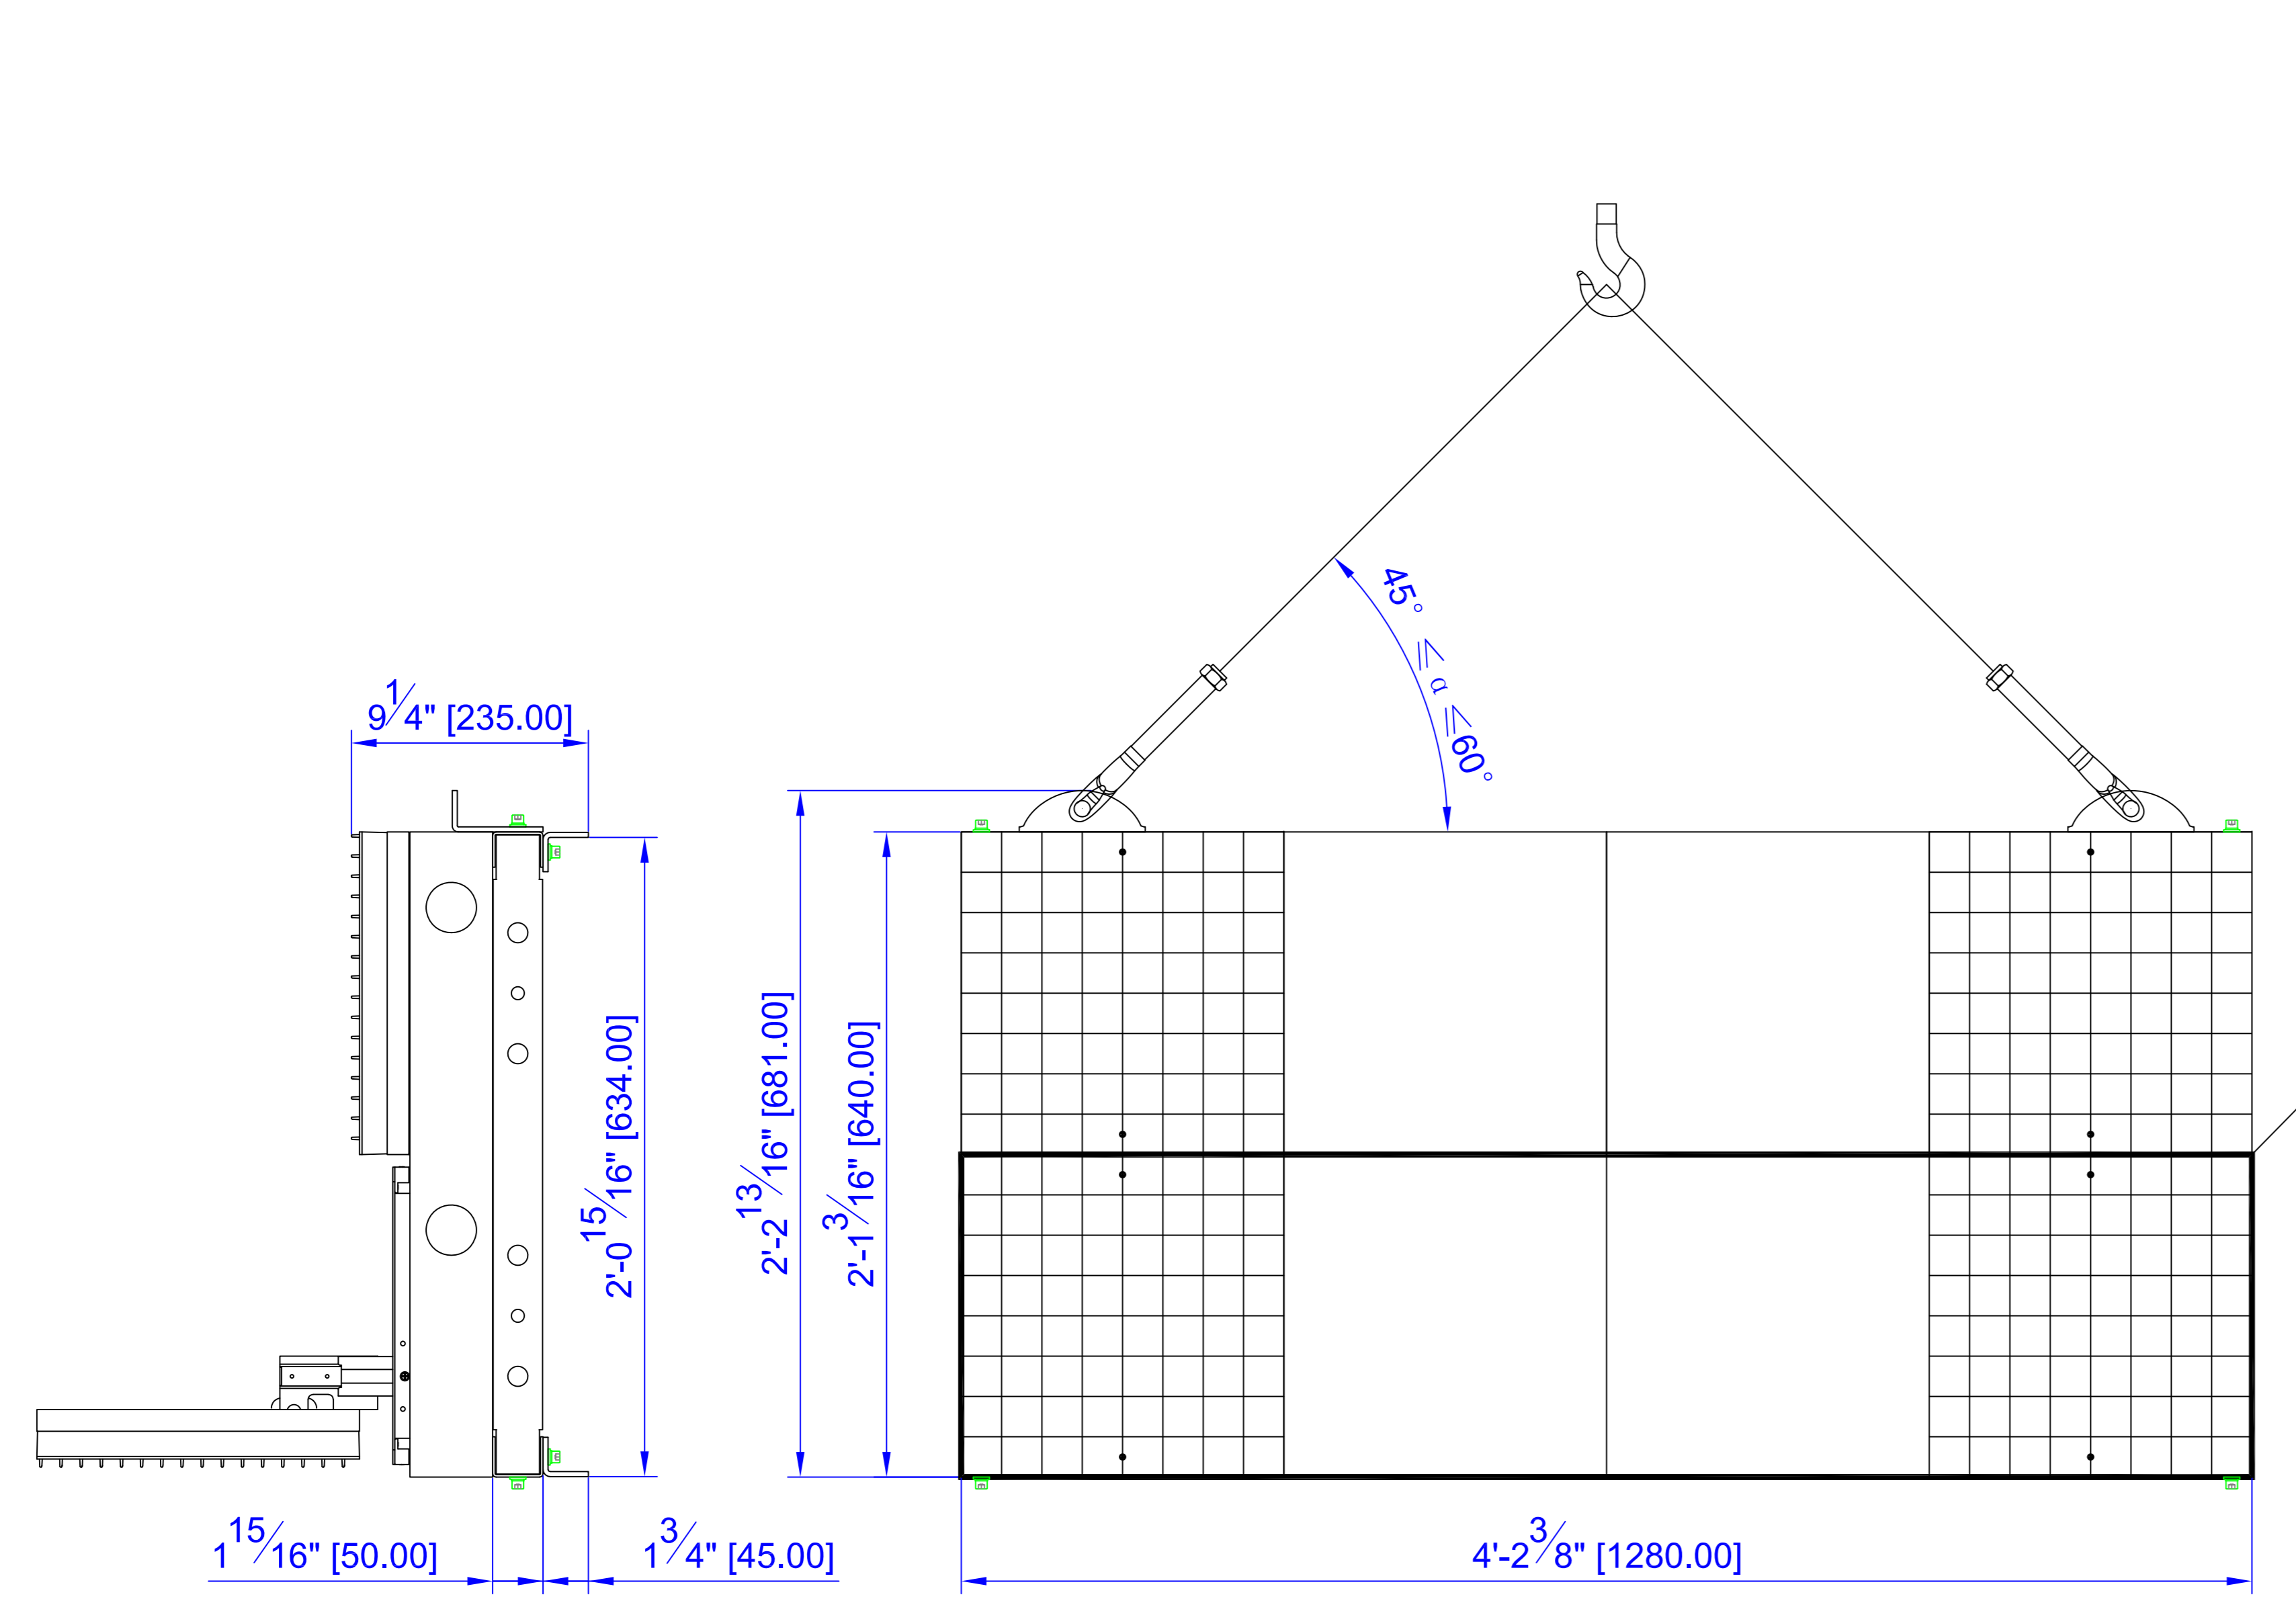 45° ≤ α ≤60°
9 1/4" [235.00]
2'-0 15/16" [634.00]
2'-2 13/16" [681.00]
2'-1 3/16" [640.00]
1 15/16" [50.00]
1 3/4" [45.00]
4'-2 3/8" [1280.00]